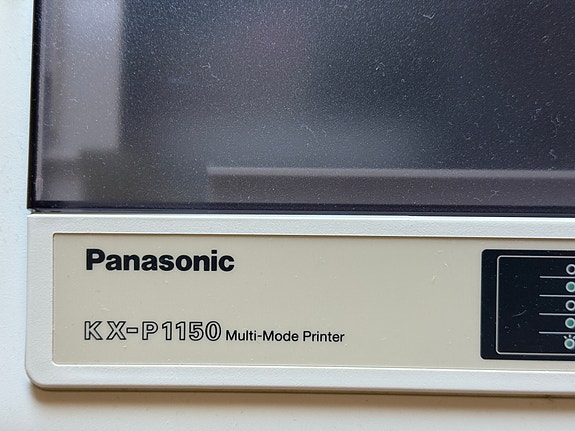 Panasonic
KX-P1150 Multi-Mode Printer